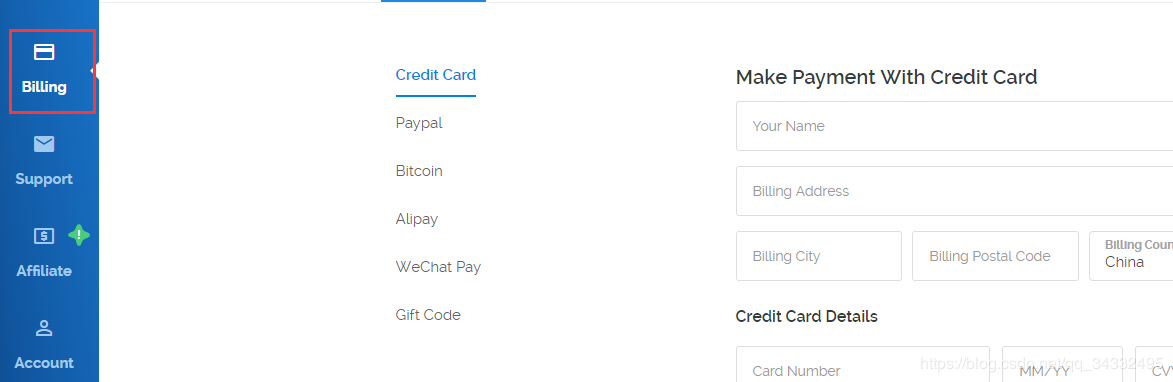 Billing
Support
Affiliate
Account
Credit Card
Paypal
Bitcoin
Alipay
WeChat Pay
Gift Code
Make Payment With Credit Card
Your Name
Billing Address
Billing City
Billing Postal Code
Billing Coun
China
Credit Card Details
Card Number
MM/YY
CV
https://blog.csdn.net/qq_34332495